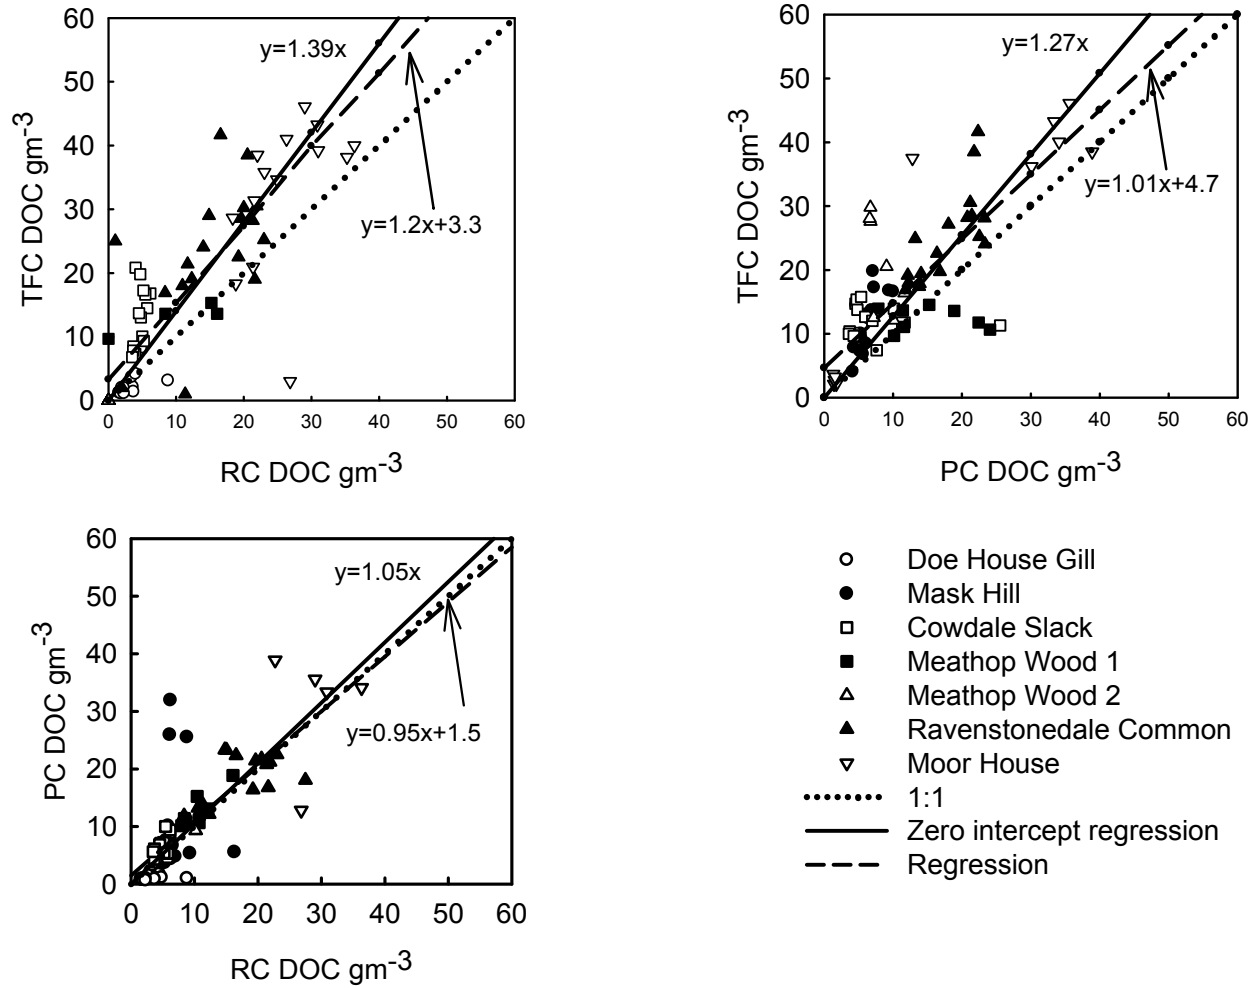 60
50
40
30
20
10
0
TFC DOC gm-3
y=1.39x
y=1.2x+3.3
0 10 20 30 40 50 60
RC DOC gm-3
60
50
40
30
20
10
0
TFC DOC gm-3
y=1.27x
y=1.01x+4.7
0 10 20 30 40 50 60
PC DOC gm-3
60
50
40
30
20
10
0
PC DOC gm-3
y=1.05x
y=0.95x+1.5
0 10 20 30 40 50 60
RC DOC gm-3
Doe House Gill
Mask Hill
Cowdale Slack
Meathop Wood 1
Meathop Wood 2
Ravenstonedale Common
Moor House
1:1
Zero intercept regression
Regression